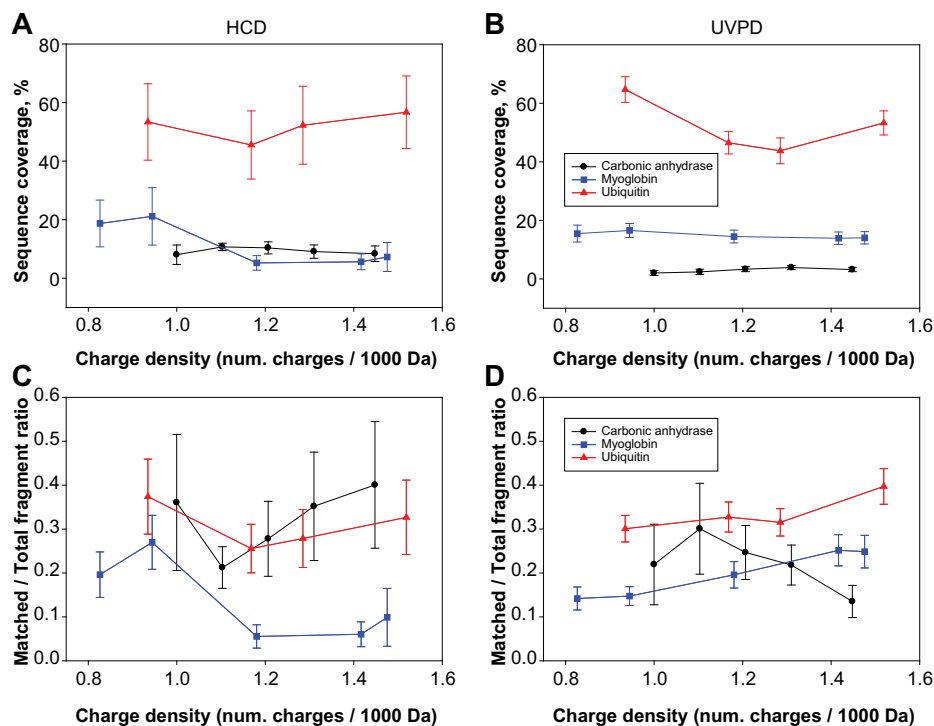 A
HCD
B
UVPD
Sequence coverage, %
80
60
40
20
0
0.8
1.0
1.2
1.4
1.6
Charge density (num. charges / 1000 Da)
Sequence coverage, %
80
60
40
20
0
Carbonic anhydrase
Myoglobin
Ubiquitin
0.8
1.0
1.2
1.4
1.6
Charge density (num. charges / 1000 Da)
C
Matched / Total fragment ratio
0.6
0.5
0.4
0.3
0.2
0.1
0.0
0.8
1.0
1.2
1.4
1.6
Charge density (num. charges / 1000 Da)
D
Matched / Total fragment ratio
0.6
0.5
0.4
0.3
0.2
0.1
0.0
Carbonic anhydrase
Myoglobin
Ubiquitin
0.8
1.0
1.2
1.4
1.6
Charge density (num. charges / 1000 Da)